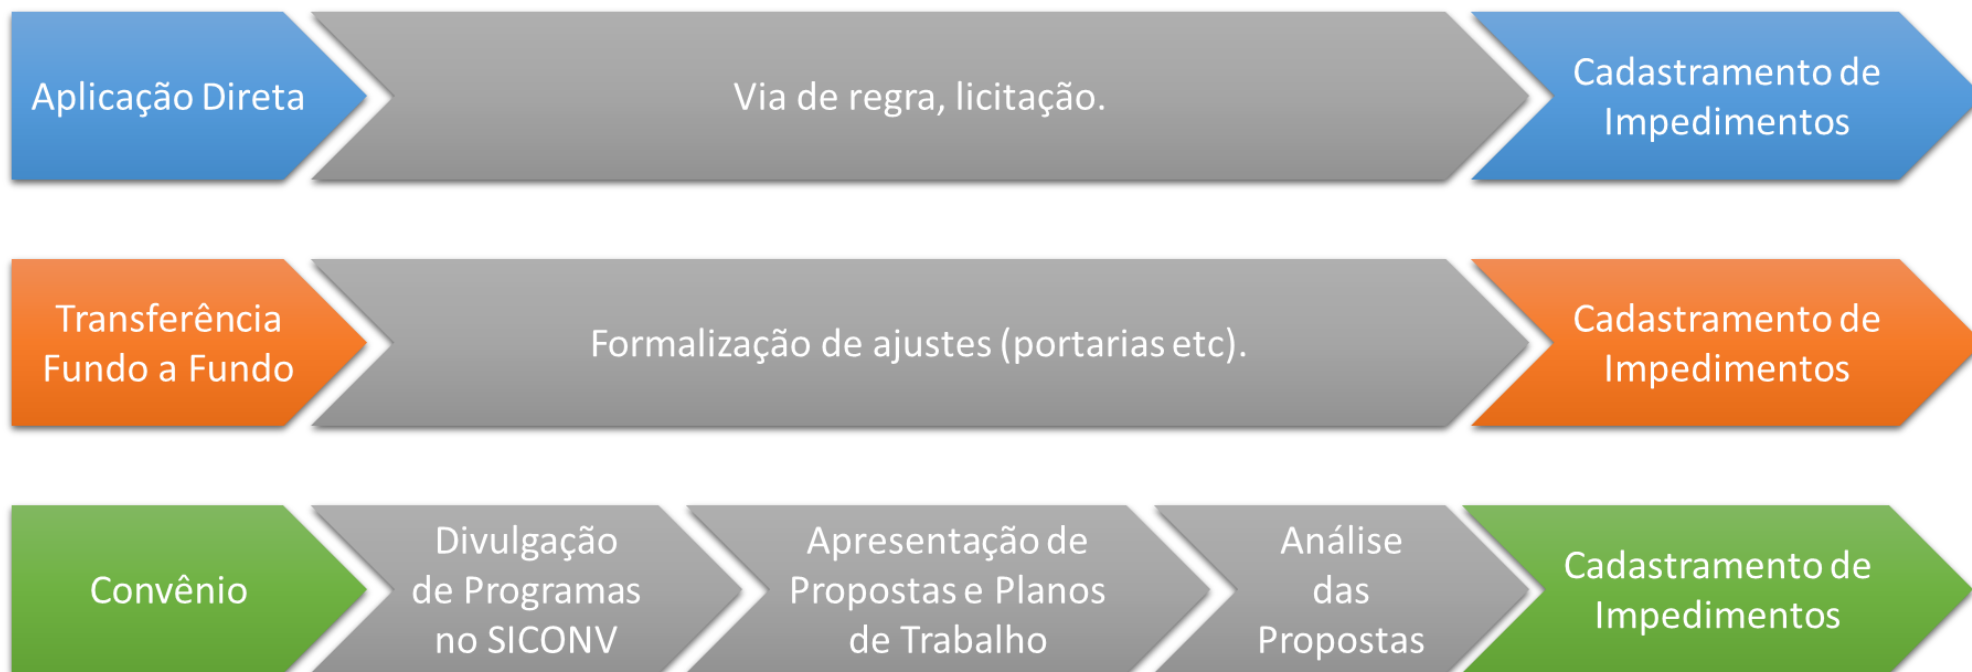 Aplicação Direta
Via de regra, licitação.
Cadastramento de
Impedimentos
Transferência
Fundo a Fundo
Formalização de ajustes (portarias etc).
Cadastramento de
Impedimentos
Convênio
Divulgação
de Programas
no SICONV
Apresentação de
Propostas e Planos
de Trabalho
Análise
das
Propostas
Cadastramento de
Impedimentos